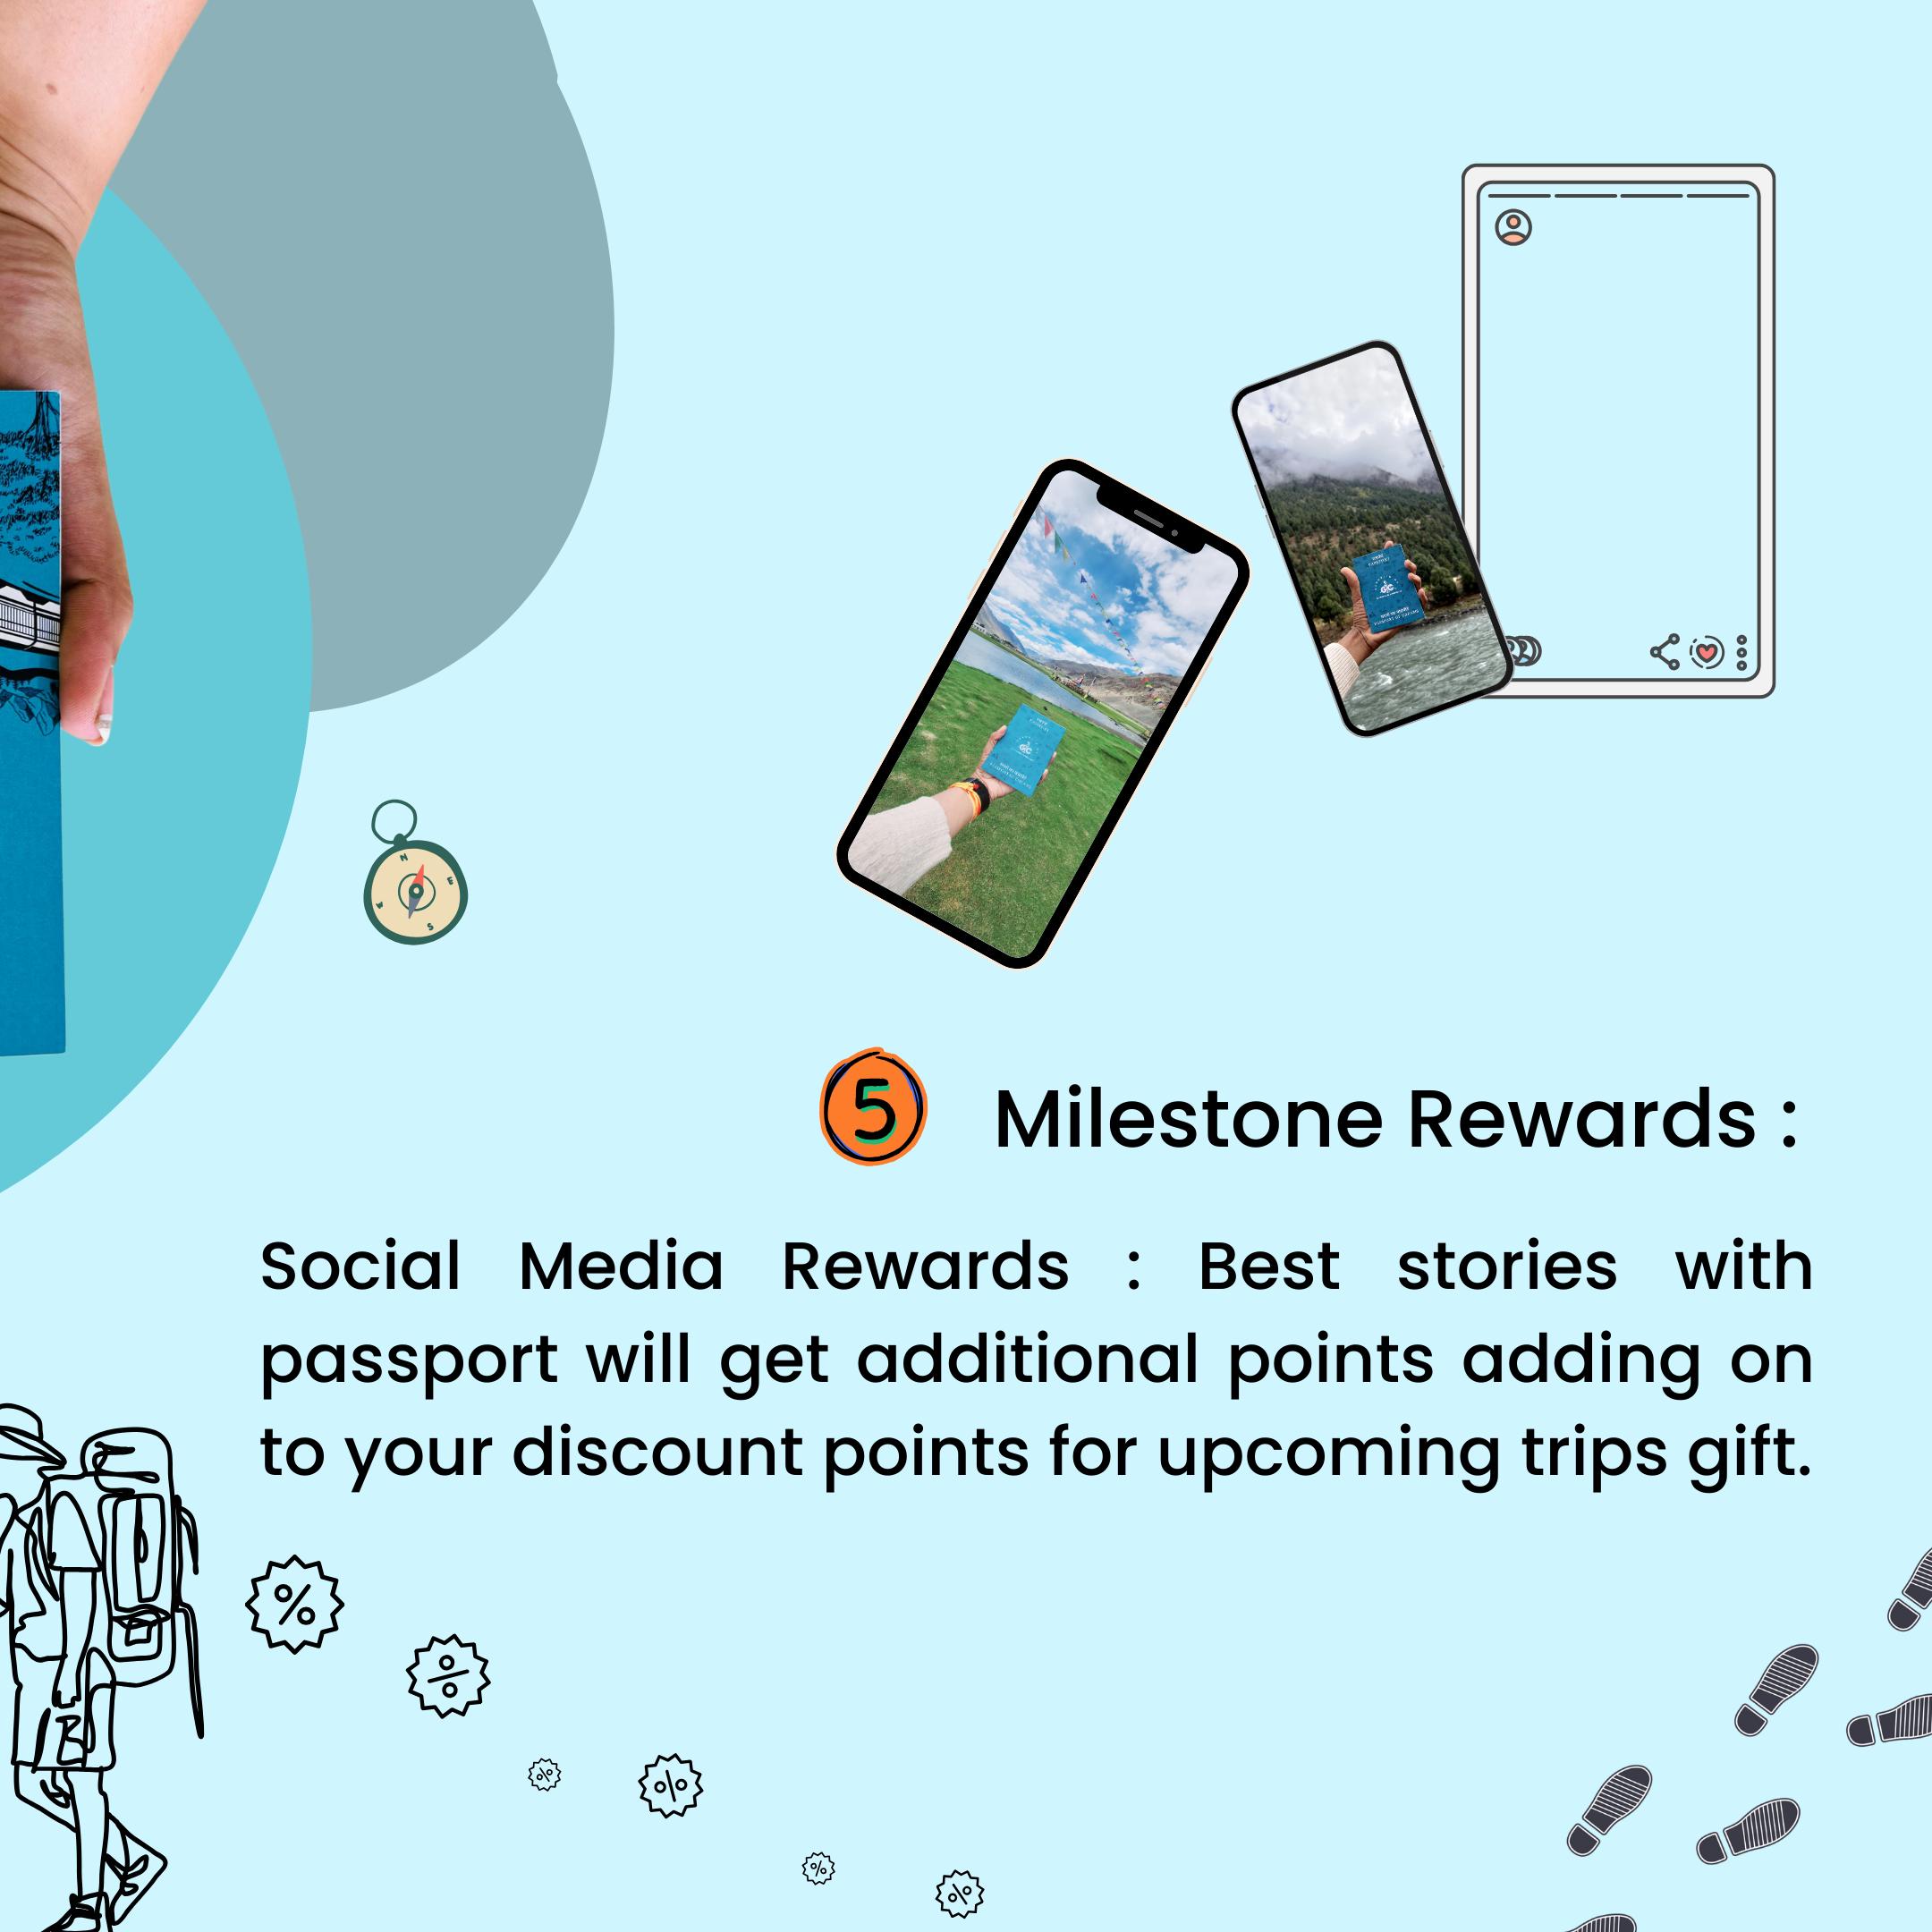 N
E
S
5
Milestone Rewards :
Social Media Rewards : Best stories with
passport will get additional points adding on
to your discount points for upcoming trips gift.
%
%
%
%
%
%